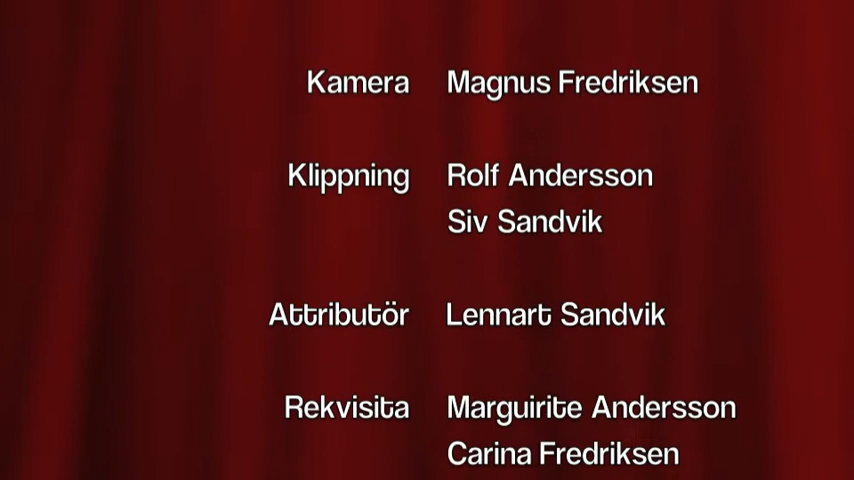 Kamera Magnus Fredriksen
Klippning Rolf Andersson
Siv Sandvik
Attributör Lennart Sandvik
Rekvisita Marguirite Andersson
Carina Fredriksen